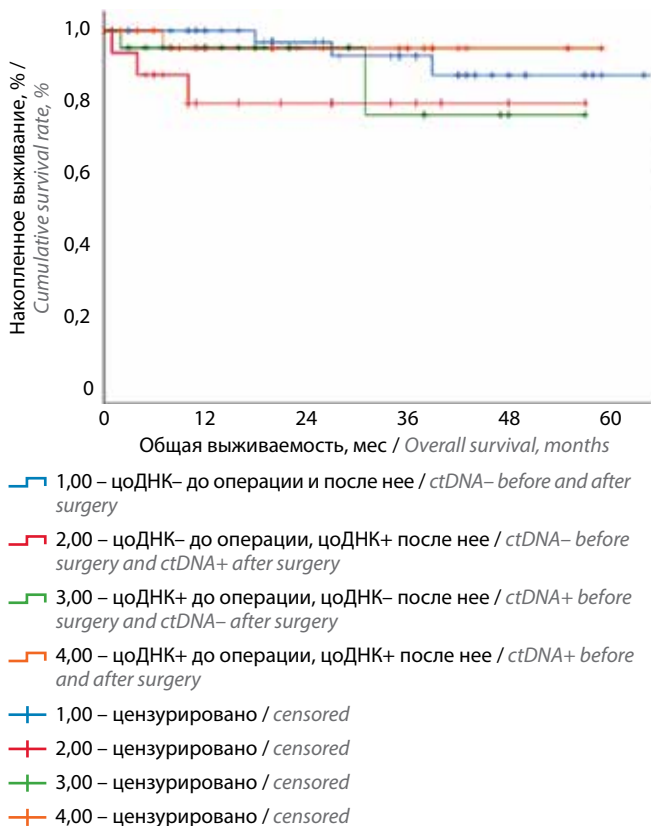 Накопленное выживание, % /
Cumulative survival rate, %
1,0
0,8
0,6
0,4
0,2
0
0 12 24 36 48 60
Общая выживаемость, мес / Overall survival, months
1,00 – цоДНК– до операции и после нее / ctDNA– before and after
surgery
2,00 – цоДНК– до операции, цоДНК+ после нее / ctDNA– before
surgery and ctDNA+ after surgery
3,00 – цоДНК+ до операции, цоДНК– после нее / ctDNA+ before
surgery and ctDNA– after surgery
4,00 – цоДНК+ до операции, цоДНК+ после нее / ctDNA+ before
and after surgery
1,00 – цензурировано / censored
2,00 – цензурировано / censored
3,00 – цензурировано / censored
4,00 – цензурировано / censored